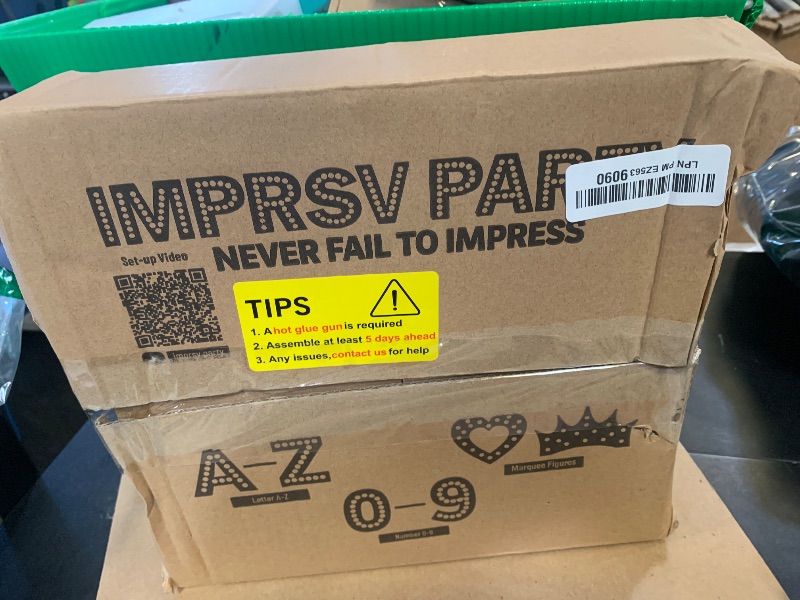 IMPRSV PARTY
LPN PM EZ563 9090
NEVER FAIL TO IMPRESS
Set-up Video
TIPS
1. A hot glue gun is required
2. Assemble at least 5 days ahead
3. Any issues,contact us for help
A-Z
Letter A-Z
0-9
Number 0-9
Marquee Figures